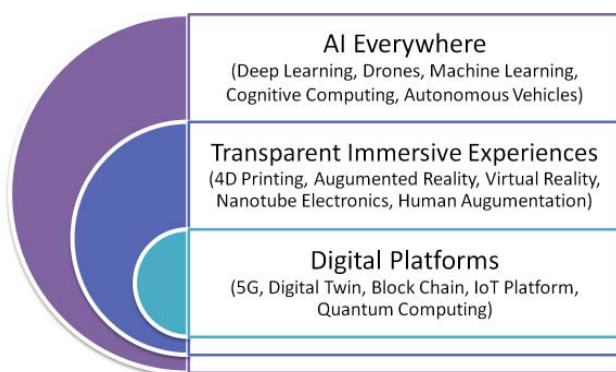 AI Everywhere
(Deep Learning, Drones, Machine Learning,
Cognitive Computing, Autonomous Vehicles)
Transparent Immersive Experiences
(4D Printing, Augumented Reality, Virtual Reality,
Nanotube Electronics, Human Augumentation)
Digital Platforms
(5G, Digital Twin, Block Chain, IoT Platform,
Quantum Computing)